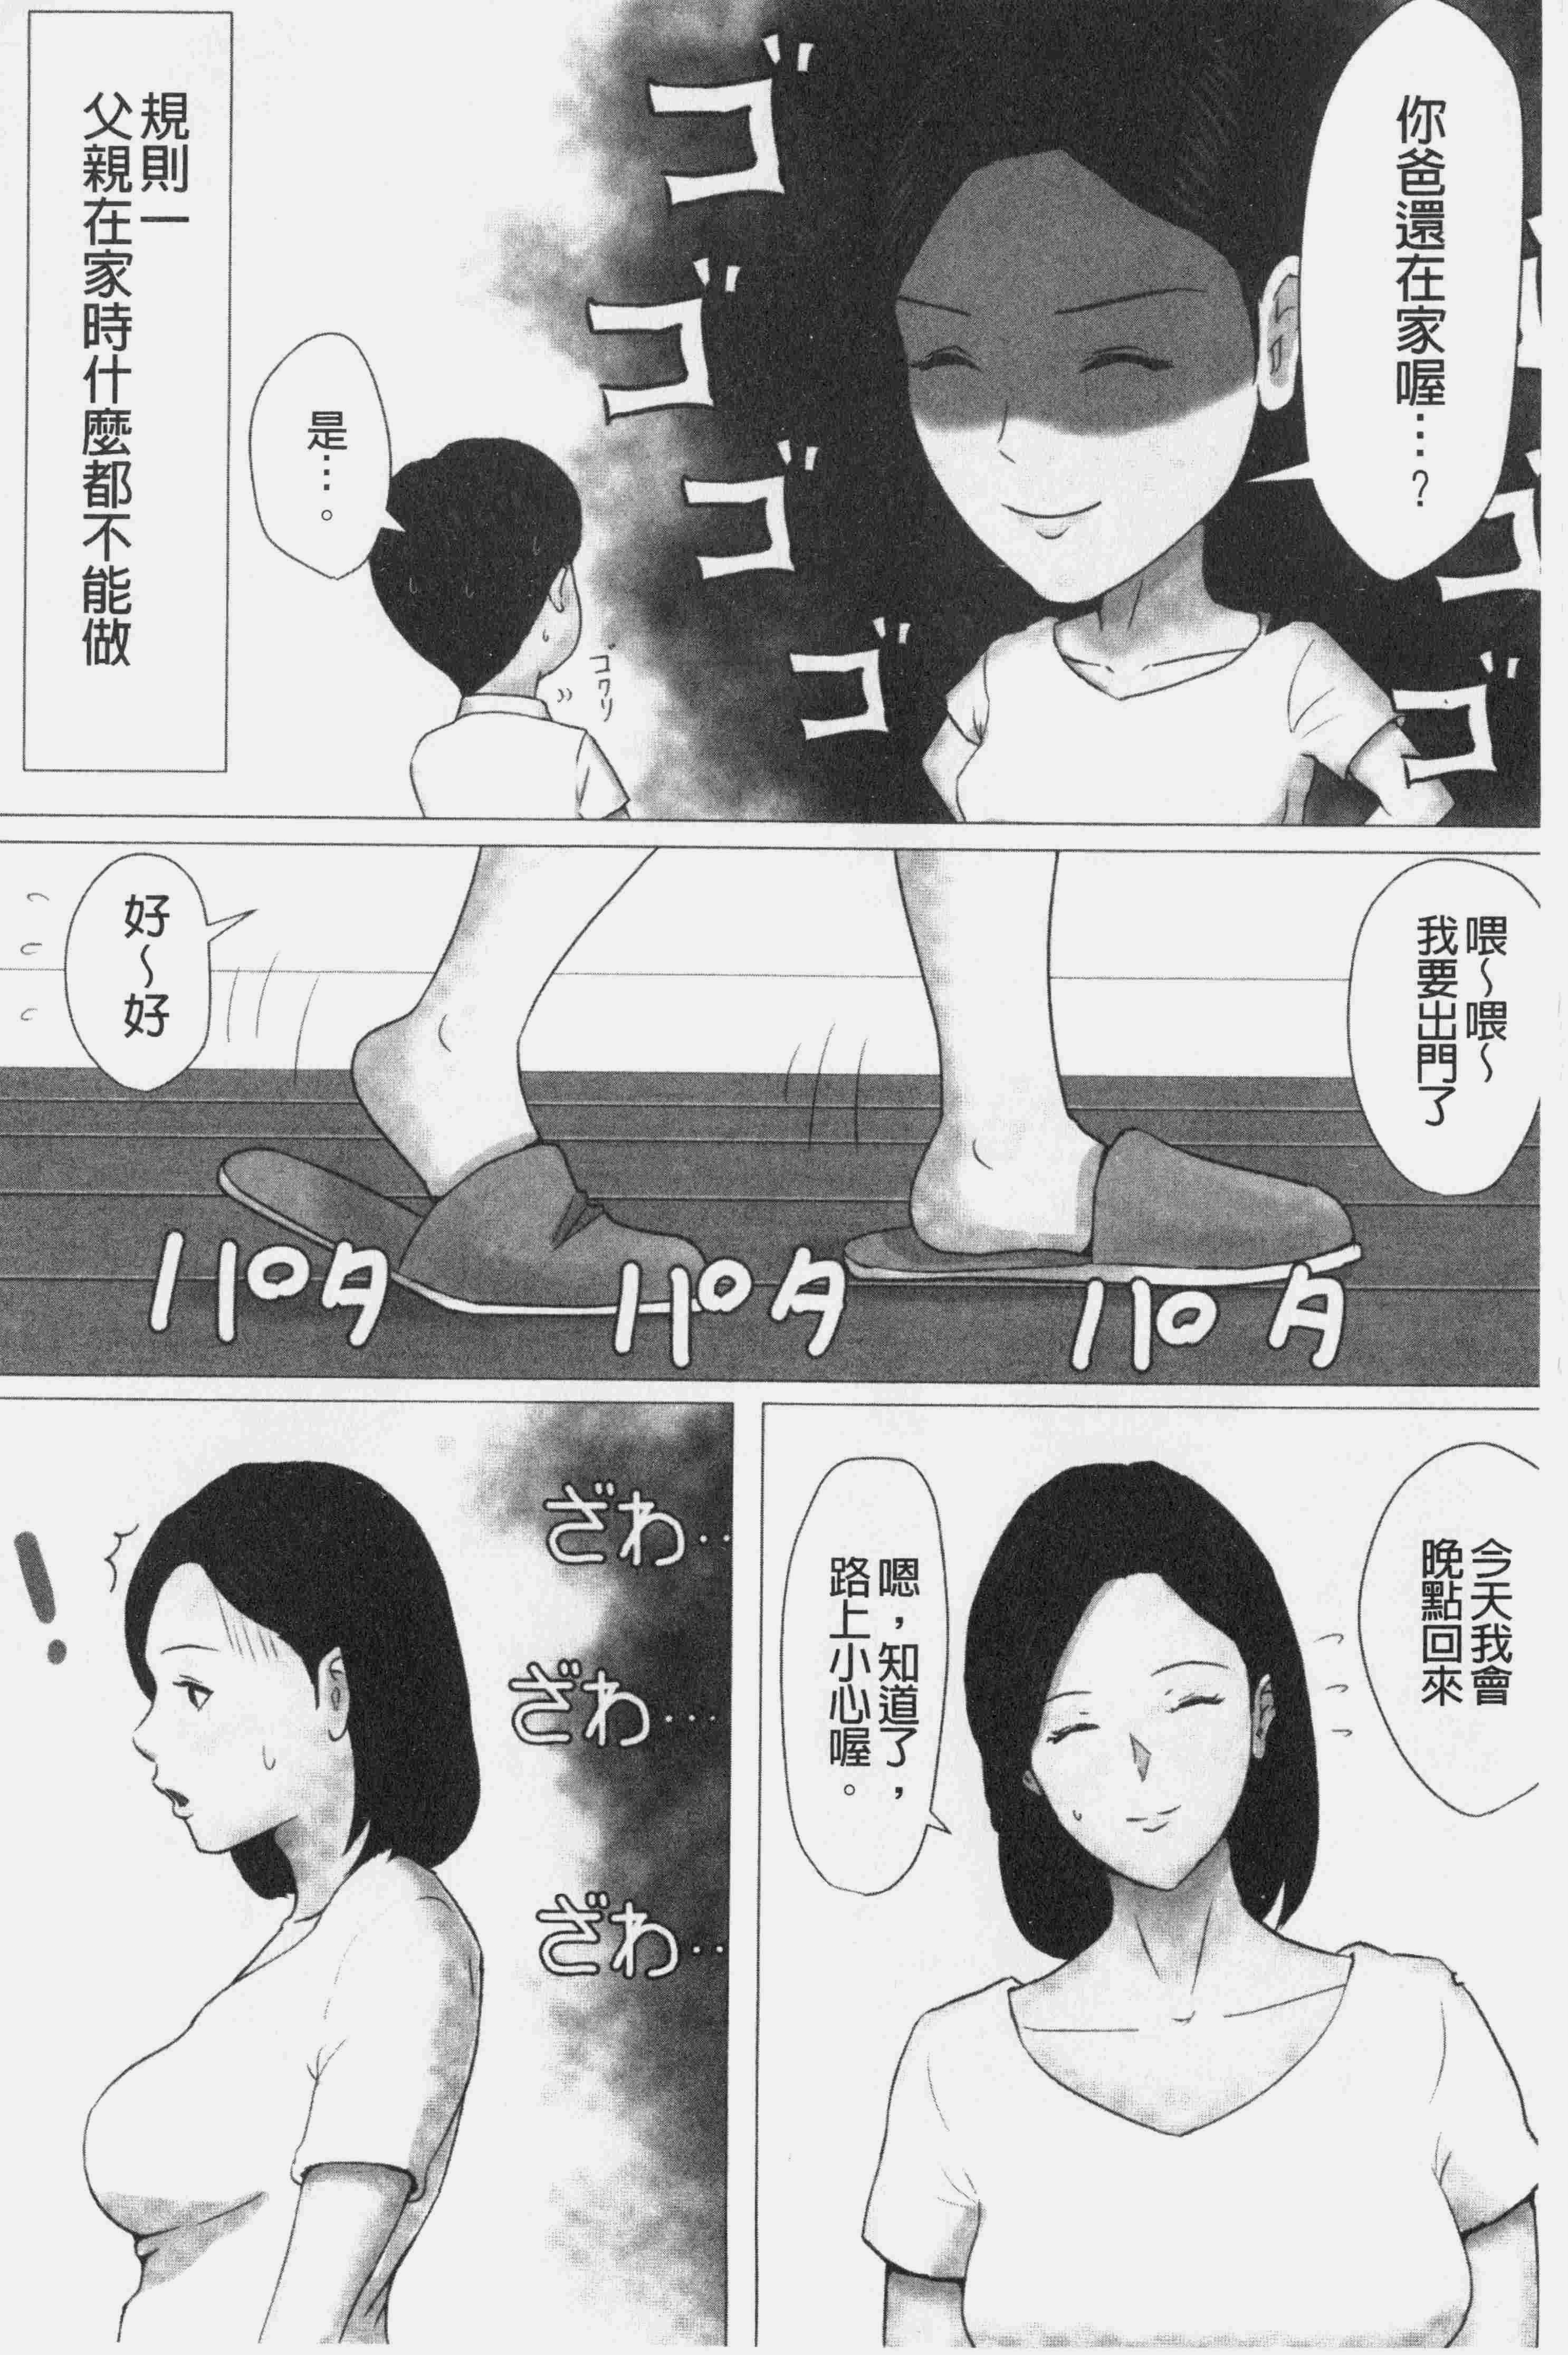 你爸還在家喔…?
ゴ
ゴ
ゴ
ゴ
ゴ
ゴ
ゴクリ
是…。
規則一
父親在家時什麼都不能做
喂～喂～
我要出門了
好～好
パタ
パタ
パタ
今天我會
晚點回來
嗯，知道了，
路上小心喔。
ざわ…
ざわ…
ざわ…
!